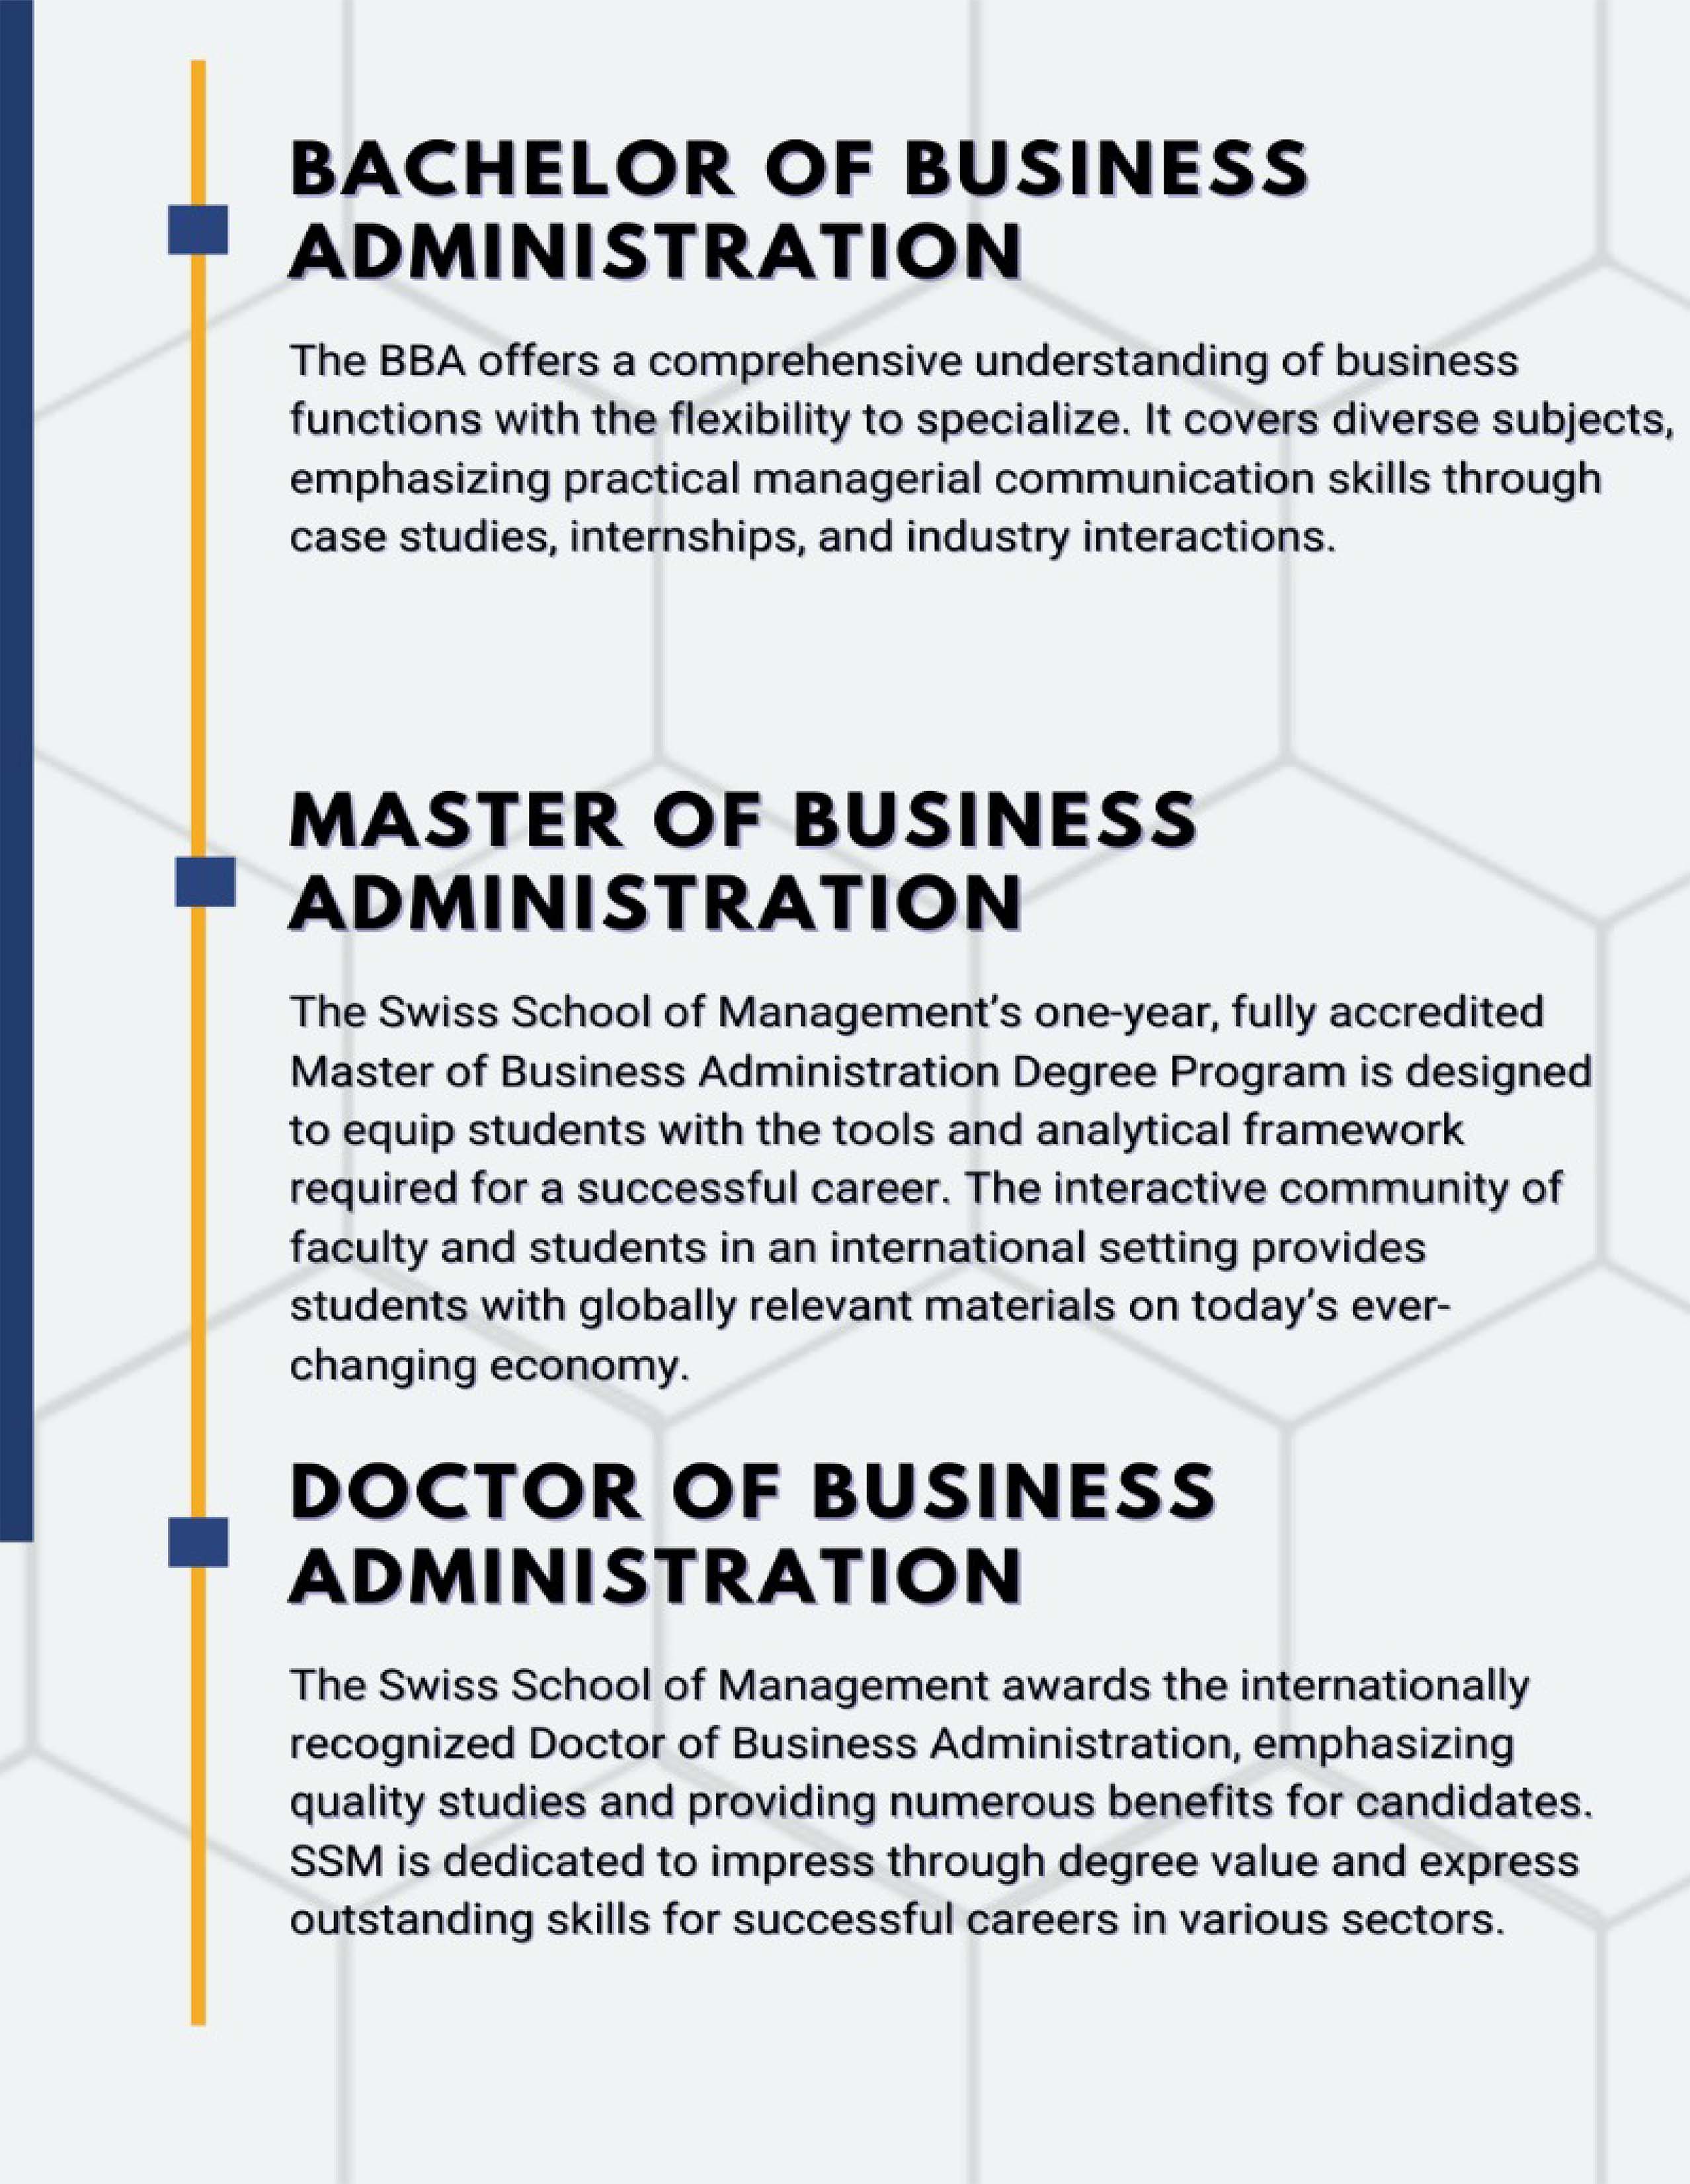 BACHELOR OF BUSINESS
ADMINISTRATION
The BBA offers a comprehensive understanding of business
functions with the flexibility to specialize. It covers diverse subjects,
emphasizing practical managerial communication skills through
case studies, internships, and industry interactions.
MASTER OF BUSINESS
ADMINISTRATION
The Swiss School of Management’s one-year, fully accredited
Master of Business Administration Degree Program is designed
to equip students with the tools and analytical framework
required for a successful career. The interactive community of
faculty and students in an international setting provides
students with globally relevant materials on today’s ever-
changing economy.
DOCTOR OF BUSINESS
ADMINISTRATION
The Swiss School of Management awards the internationally
recognized Doctor of Business Administration, emphasizing
quality studies and providing numerous benefits for candidates.
SSM is dedicated to impress through degree value and express
outstanding skills for successful careers in various sectors.